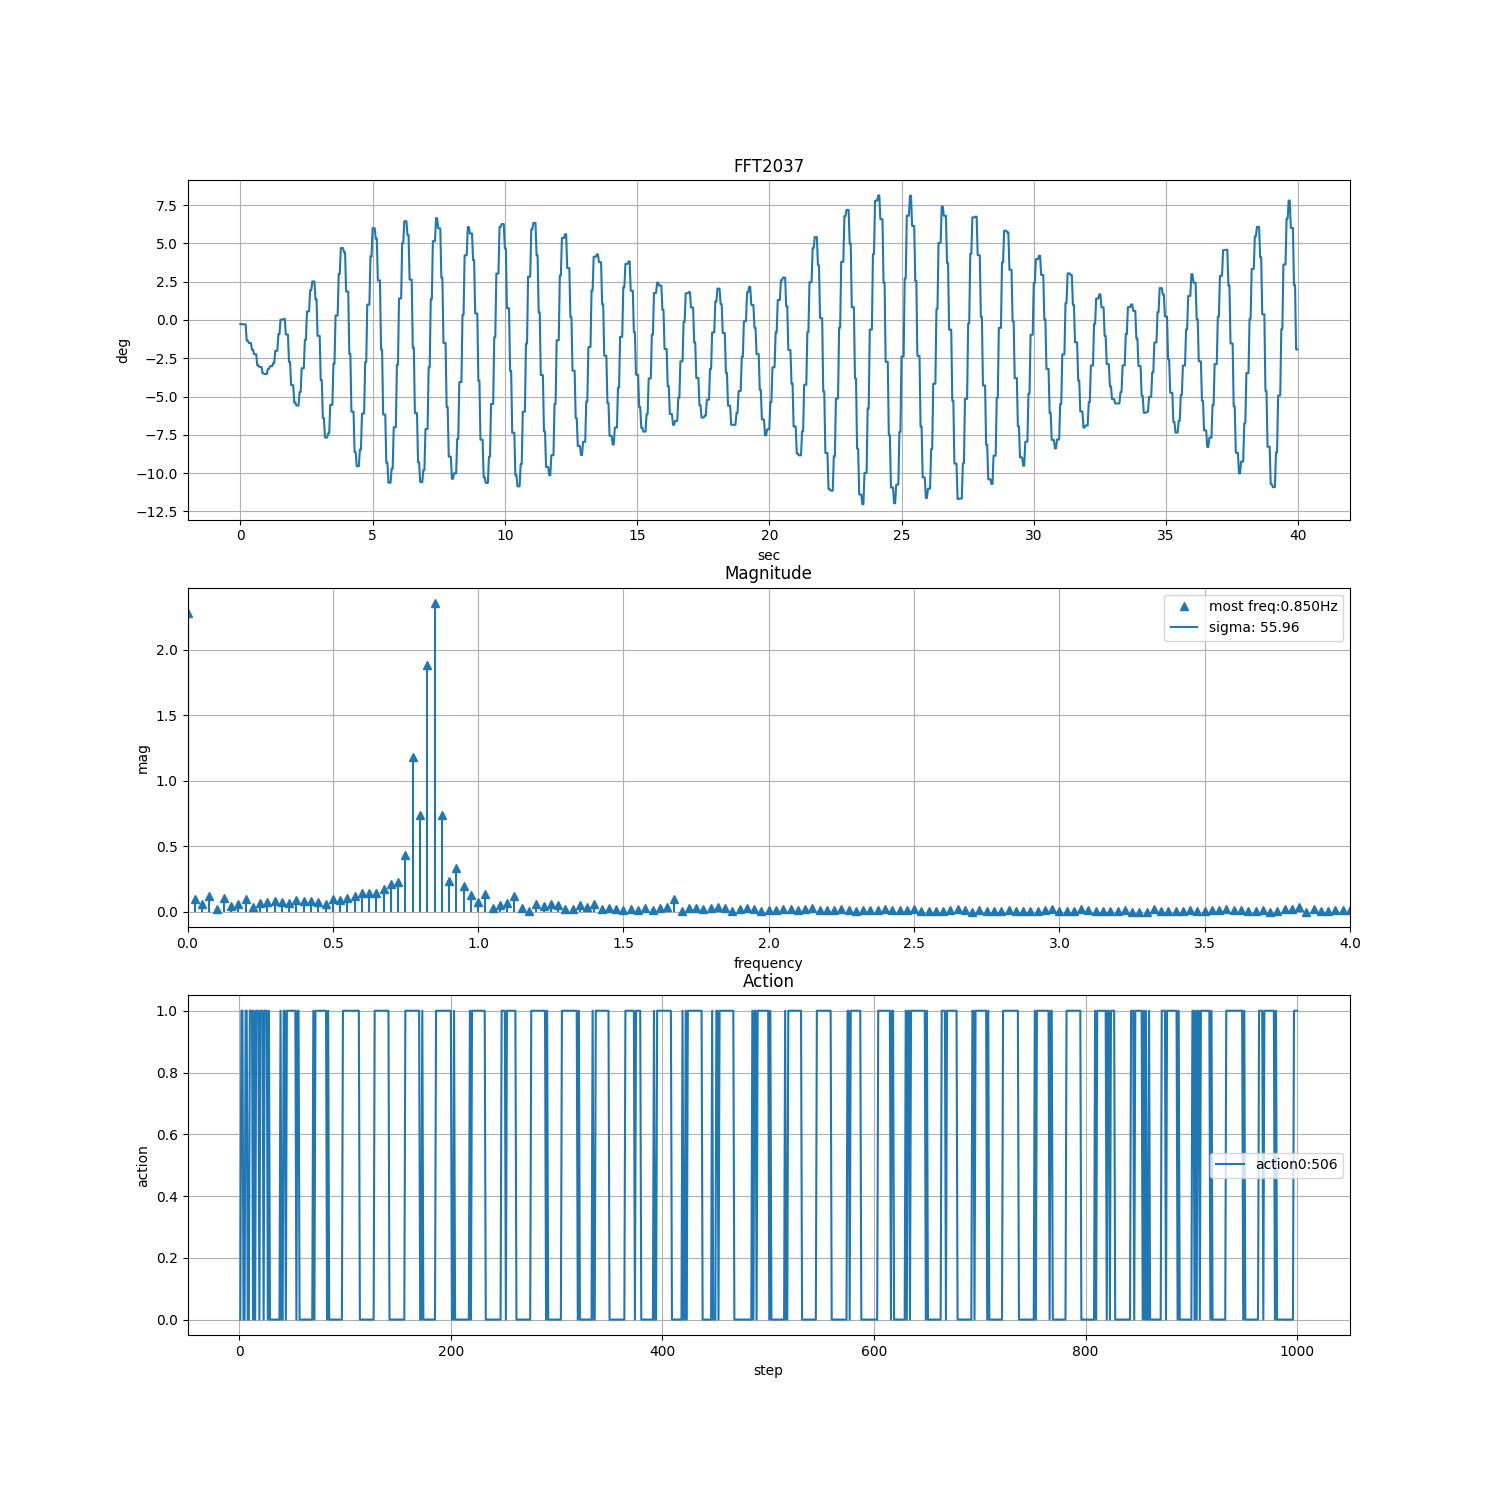 FFT2037
7.5
5.0
2.5
0.0
−2.5
−5.0
−7.5
−10.0
−12.5
deg
0 5 10 15 20 25 30 35 40
sec
Magnitude
most freq:0.850Hz
sigma: 55.96
2.0
1.5
1.0
0.5
0.0
mag
0.0 0.5 1.0 1.5 2.0 2.5 3.0 3.5 4.0
frequency
Action
1.0
0.8
0.6
0.4
0.2
0.0
action
action0:506
0 200 400 600 800 1000
step